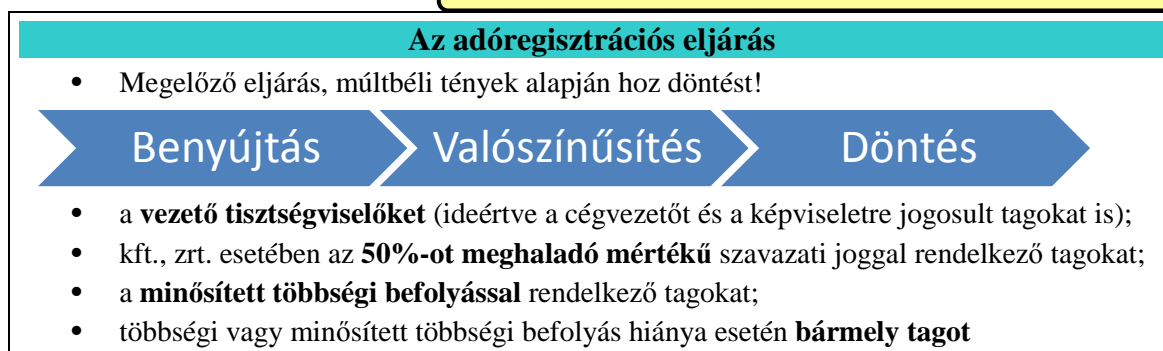 Az adóregisztrációs eljárás
• Megelőző eljárás, múltbéli tények alapján hoz döntést!
Benyújtás Valószínűsítés Döntés
• a vezető tisztségviselőket (ideértve a cégvezetőt és a képviseletre jogosult tagokat is);
• kft., zrt. esetében az 50%-ot meghaladó mértékű szavazati joggal rendelkező tagokat;
• a minősített többségi befolyással rendelkező tagokat;
• többségi vagy minősített többségi befolyás hiánya esetén bármely tagot